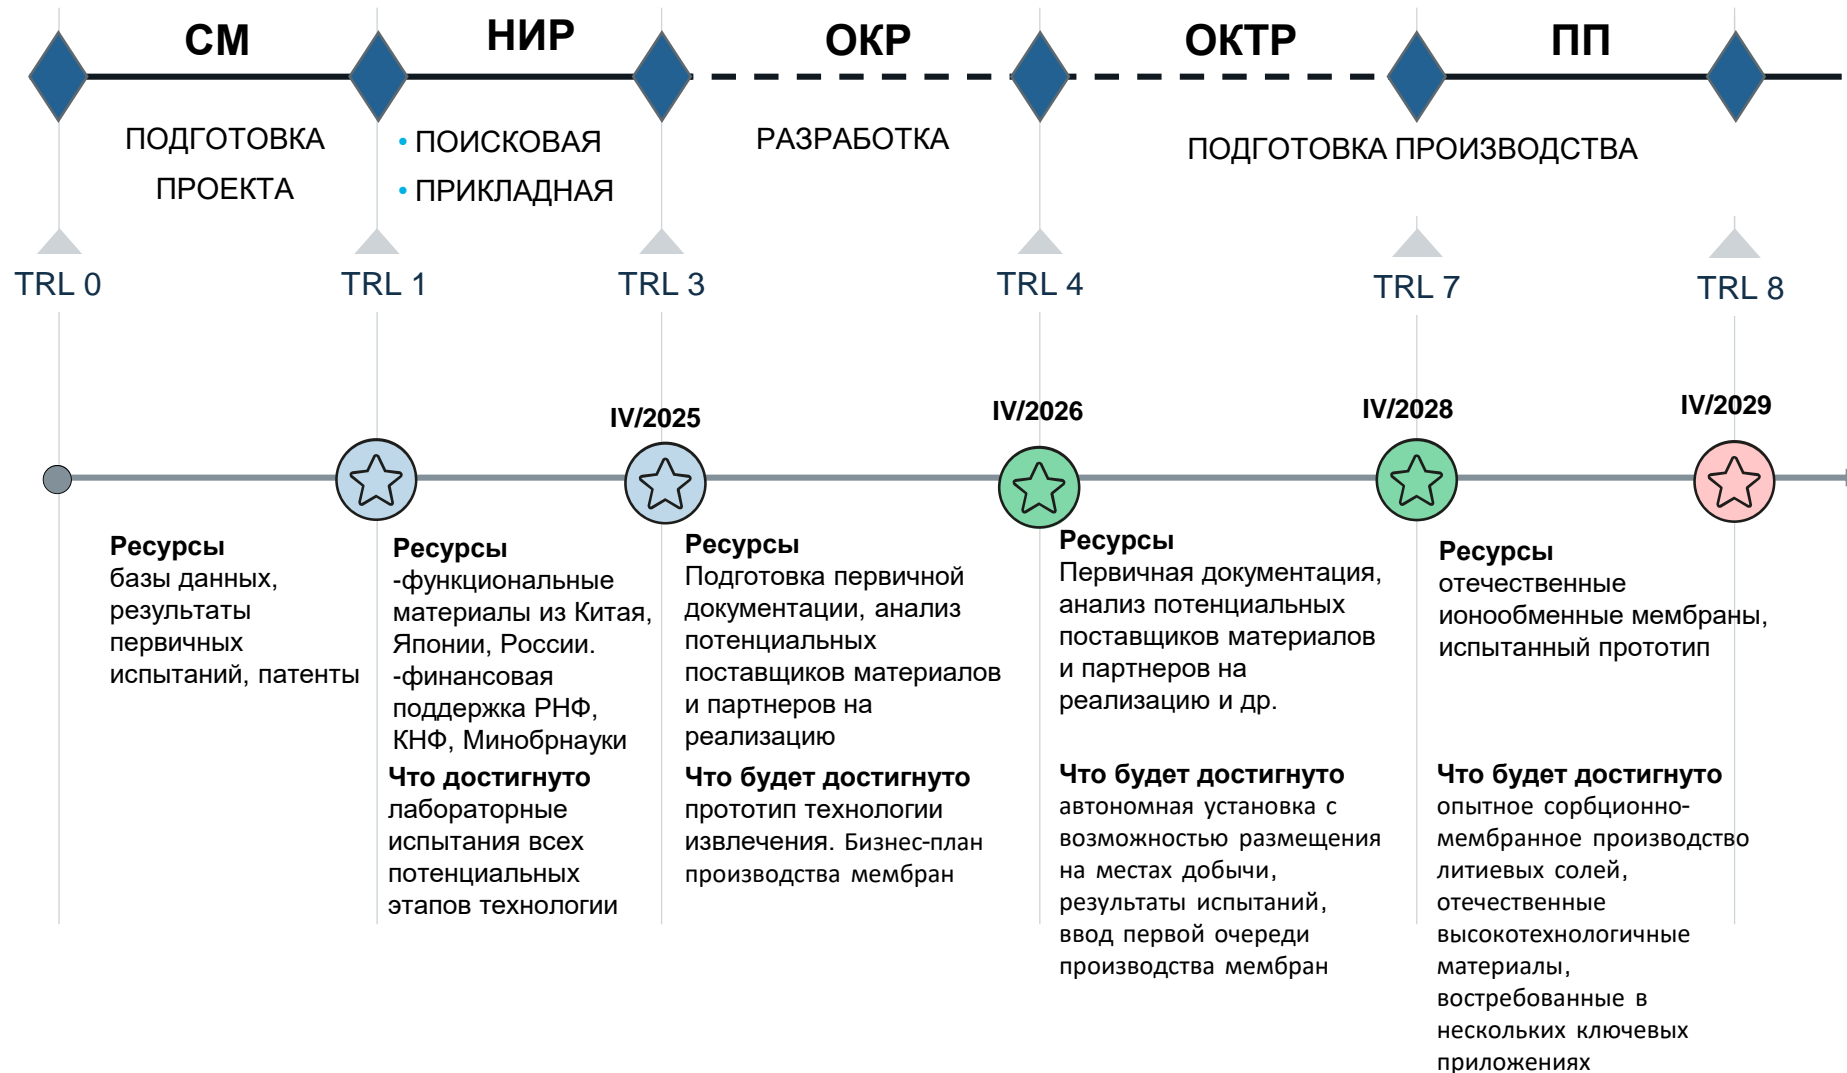 СМ
НИР
ОКР
ОКТР
ПП
ПОДГОТОВКА
ПРОЕКТА
• ПОИСКОВАЯ
• ПРИКЛАДНАЯ
РАЗРАБОТКА
ПОДГОТОВКА ПРОИЗВОДСТВА
TRL 0
TRL 1
TRL 3
TRL 4
TRL 7
TRL 8
IV/2025
IV/2026
IV/2028
IV/2029
Ресурсы
базы данных,
результаты
первичных
испытаний, патенты
Ресурсы
-функциональные
материалы из Китая,
Японии, России.
-финансовая
поддержка РНФ,
КНФ, Минобрнауки
Что достигнуто
лабораторные
испытания всех
потенциальных
этапов технологии
Ресурсы
Подготовка первичной
документации, анализ
потенциальных
поставщиков материалов
и партнеров на
реализацию
Что будет достигнуто
прототип технологии
извлечения. Бизнес-план
производства мембран
Ресурсы
Первичная документация,
анализ потенциальных
поставщиков материалов
и партнеров на
реализацию и др.
Что будет достигнуто
автономная установка с
возможностью размещения
на местах добычи,
результаты испытаний,
ввод первой очереди
производства мембран
Ресурсы
отечественные
ионообменные мембраны,
испытанный прототип
Что будет достигнуто
опытное сорбционно-
мембранное производство
литиевых солей,
отечественные
высокотехнологичные
материалы,
востребованные в
нескольких ключевых
приложениях